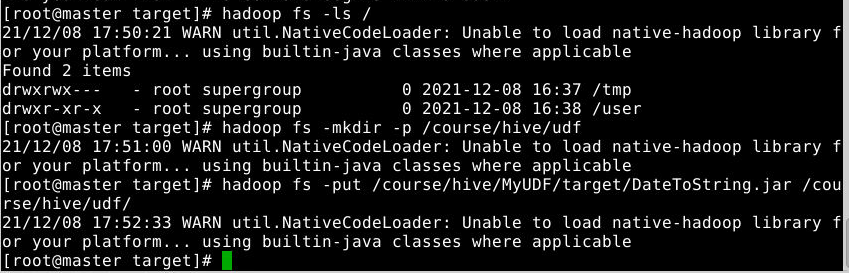 [root@master target]# hadoop fs -ls /
21/12/08 17:50:21 WARN util.NativeCodeLoader: Unable to load native-hadoop library f
or your platform... using builtin-java classes where applicable
Found 2 items
drwxrwx---   - root supergroup          0 2021-12-08 16:37 /tmp
drwxr-xr-x   - root supergroup          0 2021-12-08 16:38 /user
[root@master target]# hadoop fs -mkdir -p /course/hive/udf
21/12/08 17:51:00 WARN util.NativeCodeLoader: Unable to load native-hadoop library f
or your platform... using builtin-java classes where applicable
[root@master target]# hadoop fs -put /course/hive/MyUDF/target/DateToString.jar /cou
rse/hive/udf/
21/12/08 17:52:33 WARN util.NativeCodeLoader: Unable to load native-hadoop library f
or your platform... using builtin-java classes where applicable
[root@master target]#